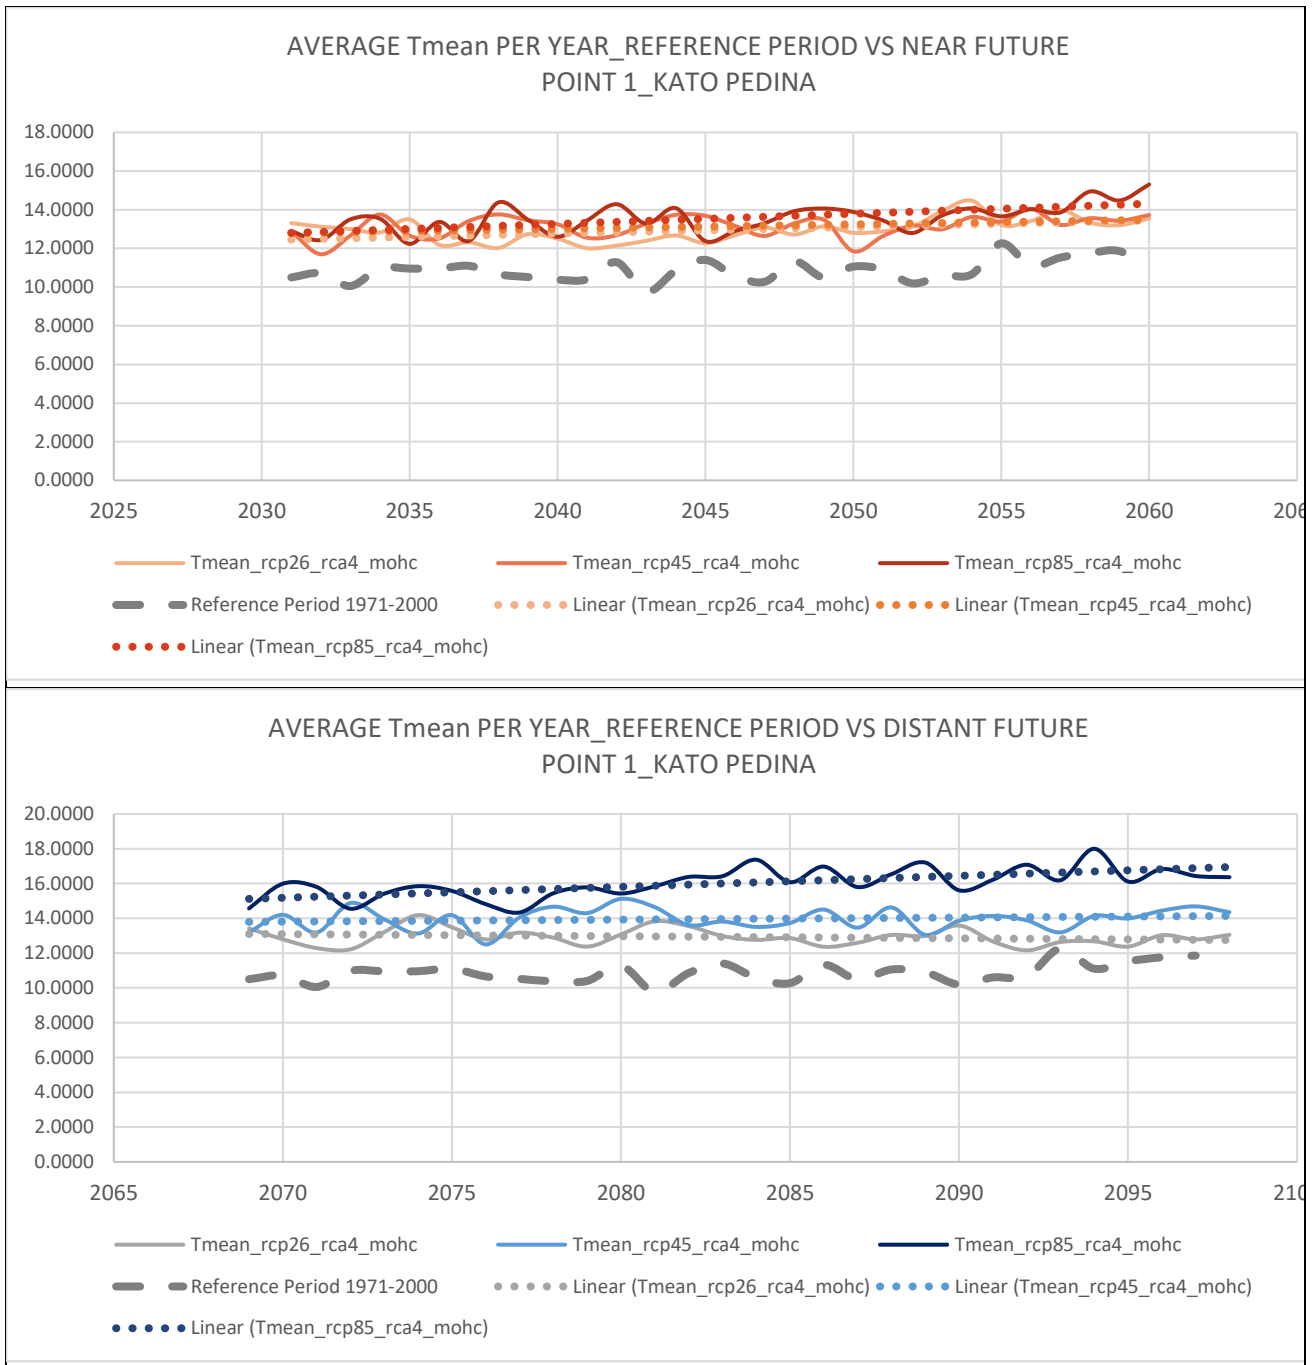 AVERAGE Tmean PER YEAR_REFERENCE PERIOD VS NEAR FUTURE
POINT 1_KATO PEDINA
18.0000
16.0000
14.0000
12.0000
10.0000
8.0000
6.0000
4.0000
2.0000
0.0000
2025 2030 2035 2040 2045 2050 2055 2060 206
Tmean_rcp26_rca4_mohc Tmean_rcp45_rca4_mohc Tmean_rcp85_rca4_mohc
Reference Period 1971-2000 Linear (Tmean_rcp26_rca4_mohc) Linear (Tmean_rcp45_rca4_mohc)
Linear (Tmean_rcp85_rca4_mohc)
AVERAGE Tmean PER YEAR_REFERENCE PERIOD VS DISTANT FUTURE
POINT 1_KATO PEDINA
20.0000
18.0000
16.0000
14.0000
12.0000
10.0000
8.0000
6.0000
4.0000
2.0000
0.0000
2065 2070 2075 2080 2085 2090 2095 210
Tmean_rcp26_rca4_mohc Tmean_rcp45_rca4_mohc Tmean_rcp85_rca4_mohc
Reference Period 1971-2000 Linear (Tmean_rcp26_rca4_mohc) Linear (Tmean_rcp45_rca4_mohc)
Linear (Tmean_rcp85_rca4_mohc)